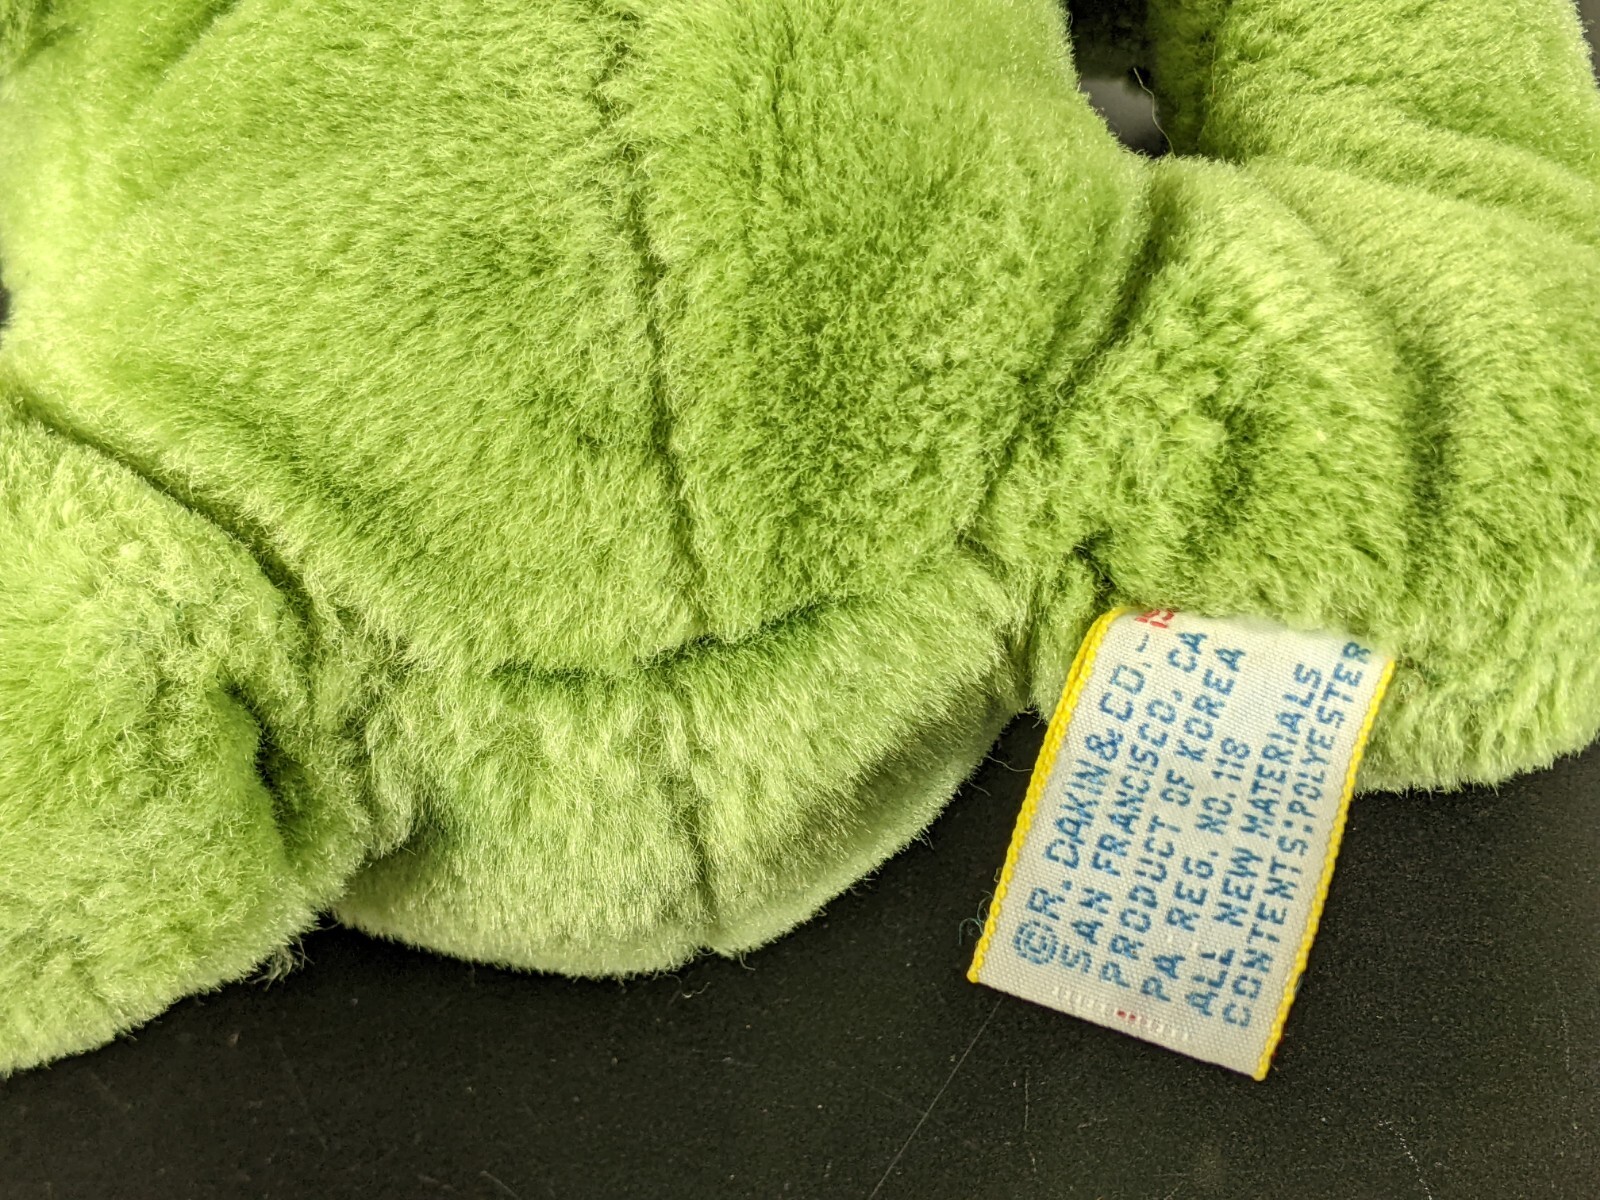 ©R. DAKIN & CO.-
SAN FRANCISCO, CA
PRODUCT OF KOREA
PA REG. NO. 118
ALL NEW MATERIALS
CONTENTS: POLYESTER